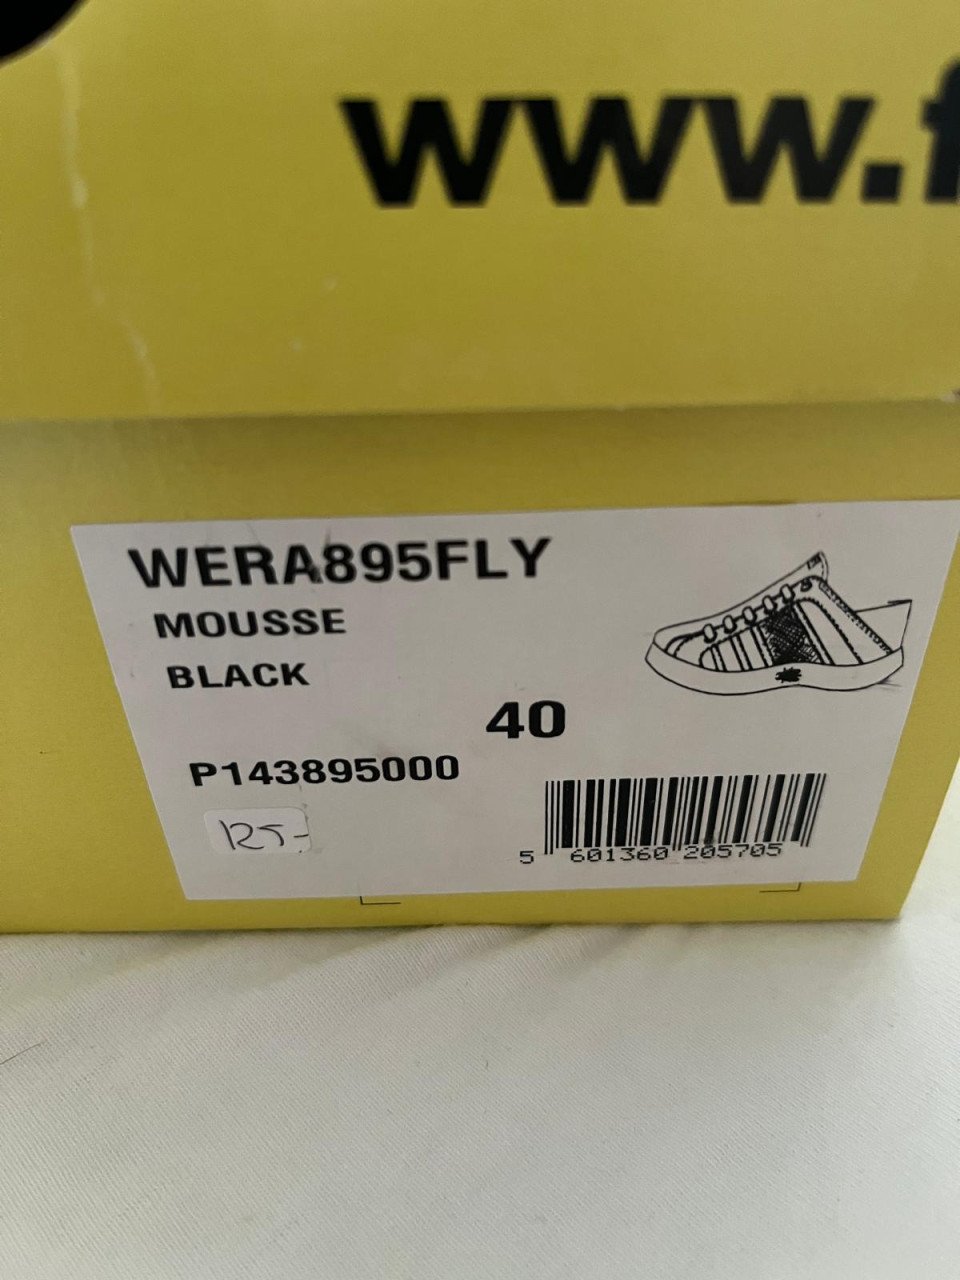 www.f
WERA895FLY
MOUSSE
BLACK
40
P143895000
125-
5 601360 205705